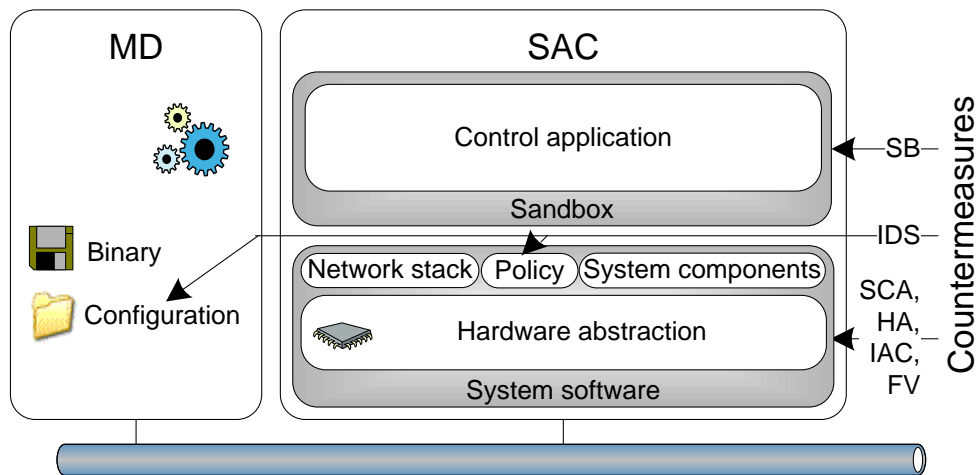 MD
SAC
Control application
Sandbox
SB
IDS
Binary
Configuration
Network stack
Policy
System components
Hardware abstraction
System software
SCA,
HA,
IAC,
FV
Countermeasures